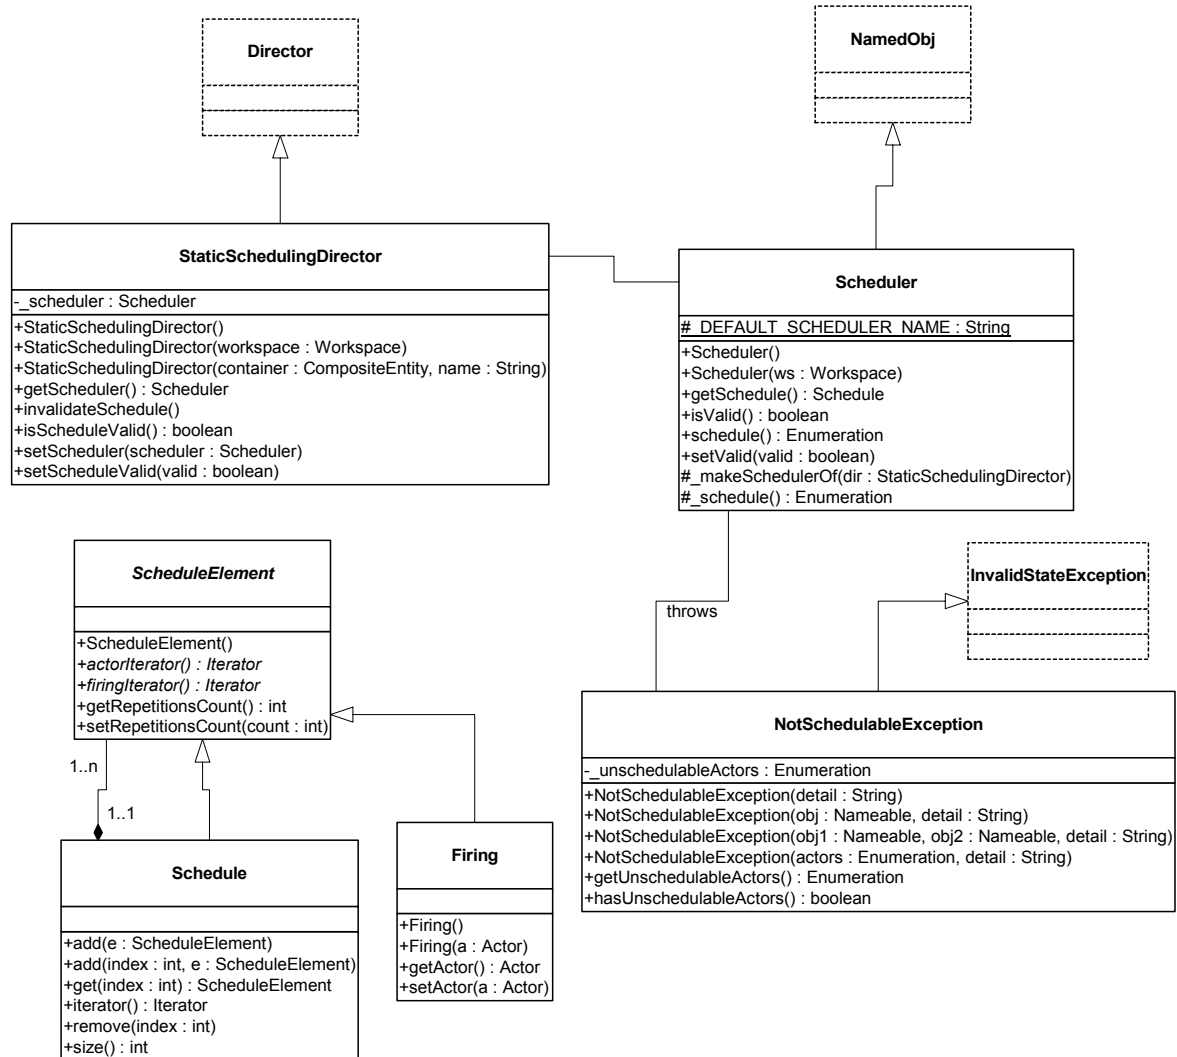 Director
NamedObj
StaticSchedulingDirector
-_scheduler : Scheduler
+StaticSchedulingDirector()
+StaticSchedulingDirector(workspace : Workspace)
+StaticSchedulingDirector(container : CompositeEntity, name : String)
+getScheduler() : Scheduler
+invalidateSchedule()
+isScheduleValid() : boolean
+setScheduler(scheduler : Scheduler)
+setScheduleValid(valid : boolean)
Scheduler
#_DEFAULT_SCHEDULER_NAME : String
+Scheduler()
+Scheduler(ws : Workspace)
+getSchedule() : Schedule
+isValid() : boolean
+schedule() : Enumeration
+setValid(valid : boolean)
#_makeSchedulerOf(dir : StaticSchedulingDirector)
#_schedule() : Enumeration
ScheduleElement
+ScheduleElement()
+actorIterator() : Iterator
+firingIterator() : Iterator
+getRepetitionsCount() : int
+setRepetitionsCount(count : int)
throws
InvalidStateException
NotSchedulableException
-_unschedulableActors : Enumeration
+NotSchedulableException(detail : String)
+NotSchedulableException(obj : Nameable, detail : String)
+NotSchedulableException(obj1 : Nameable, obj2 : Nameable, detail : String)
+NotSchedulableException(actors : Enumeration, detail : String)
+getUnschedulableActors() : Enumeration
+hasUnschedulableActors() : boolean
1..n
1..1
Schedule
+add(e : ScheduleElement)
+add(index : int, e : ScheduleElement)
+get(index : int) : ScheduleElement
+iterator() : Iterator
+remove(index : int)
+size() : int
Firing
+Firing()
+Firing(a : Actor)
+getActor() : Actor
+setActor(a : Actor)